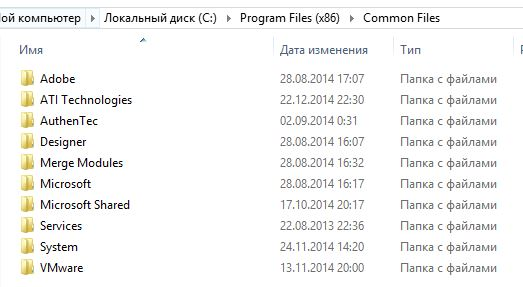 ой компьютер Локальный диск (C:) Program Files (x86) Common Files
Имя Дата изменения Тип
Adobe 28.08.2014 17:07 Папка с файлами
ATI Technologies 22.12.2014 22:30 Папка с файлами
AuthenTec 02.09.2014 0:31 Папка с файлами
Designer 28.08.2014 16:07 Папка с файлами
Merge Modules 28.08.2014 16:32 Папка с файлами
Microsoft 28.08.2014 16:17 Папка с файлами
Microsoft Shared 17.10.2014 20:17 Папка с файлами
Services 22.08.2013 22:36 Папка с файлами
System 24.11.2014 14:20 Папка с файлами
VMware 13.11.2014 20:00 Папка с файлами